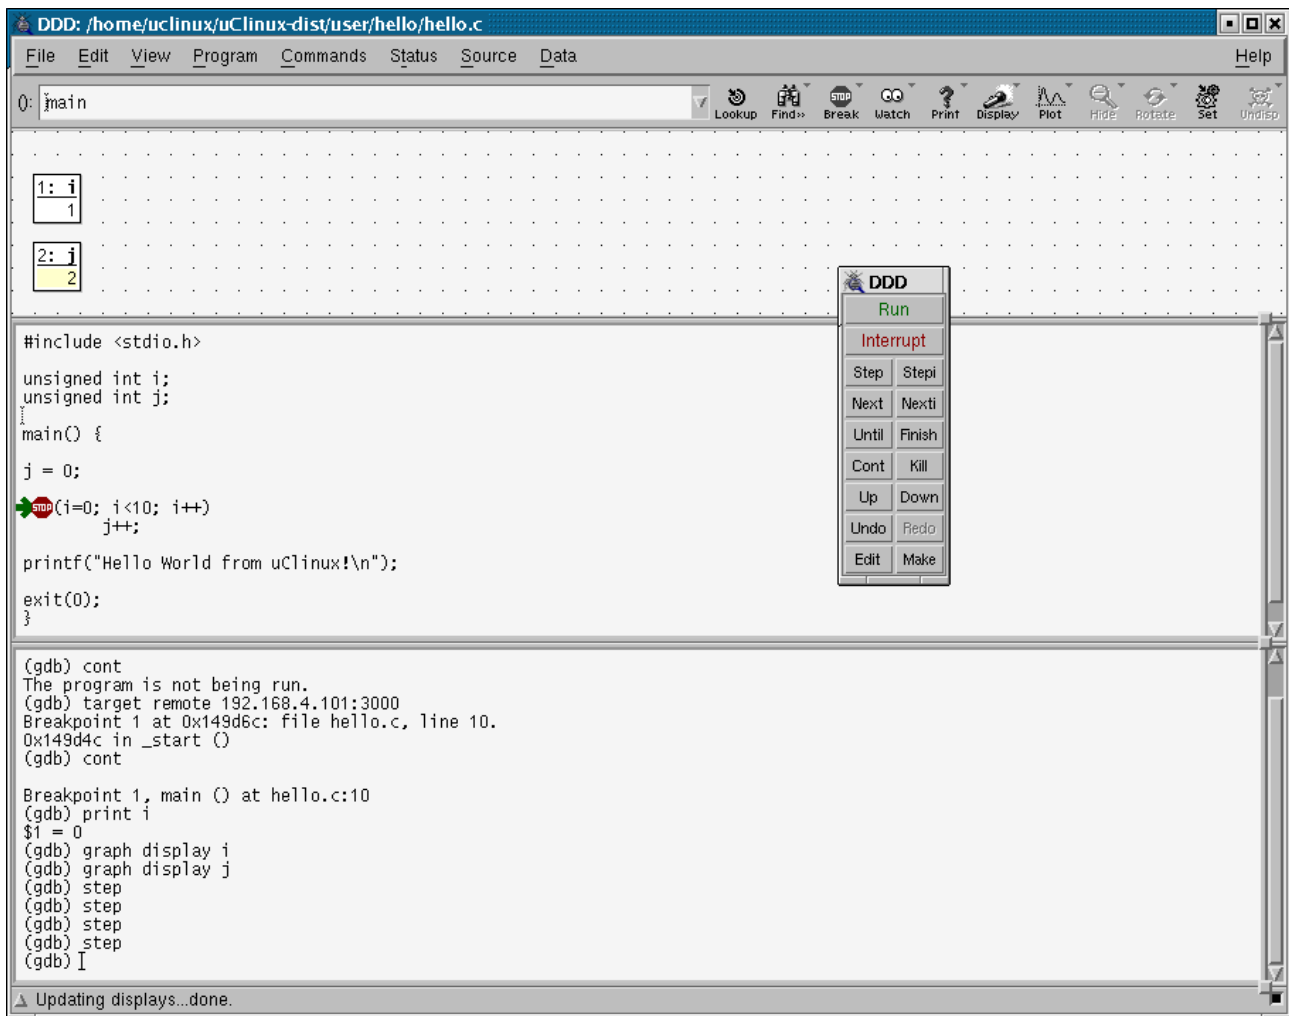 DDD: /home/uclinux/uClinux-dist/user/hello/hello.c
File Edit View Program Commands Status Source Data Help
(): main
Lookup Find» Break Watch Print Display Plot Hide Rotate Set Undisp
STOP
1: i
1
2: j
2
DDD
Run
Interrupt
Step Stepi
Next Nexti
Until Finish
Cont Kill
Up Down
Undo Redo
Edit Make
#include <stdio.h>
unsigned int i;
unsigned int j;
main() {
j = 0;
STOP(i=0; i<10; i++)
j++;
printf("Hello World from uClinux!\n");
exit(0);
}
(gdb) cont
The program is not being run.
(gdb) target remote 192.168.4.101:3000
Breakpoint 1 at 0x149d6c: file hello.c, line 10.
0x149d4c in _start ()
(gdb) cont
Breakpoint 1, main () at hello.c:10
(gdb) print i
$1 = 0
(gdb) graph display i
(gdb) graph display j
(gdb) step
(gdb) step
(gdb) step
(gdb) step
(gdb)
Updating displays...done.